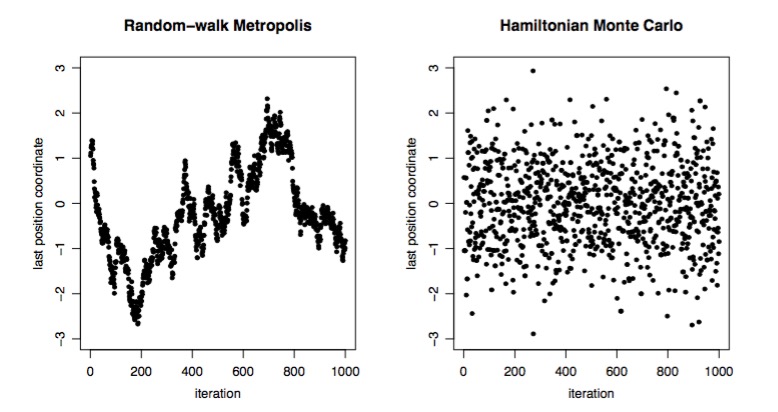 Random−walk Metropolis
Hamiltonian Monte Carlo
last position coordinate
3
2
1
0
−1
−2
−3
0 200 400 600 800 1000
iteration
last position coordinate
3
2
1
0
−1
−2
−3
0 200 400 600 800 1000
iteration